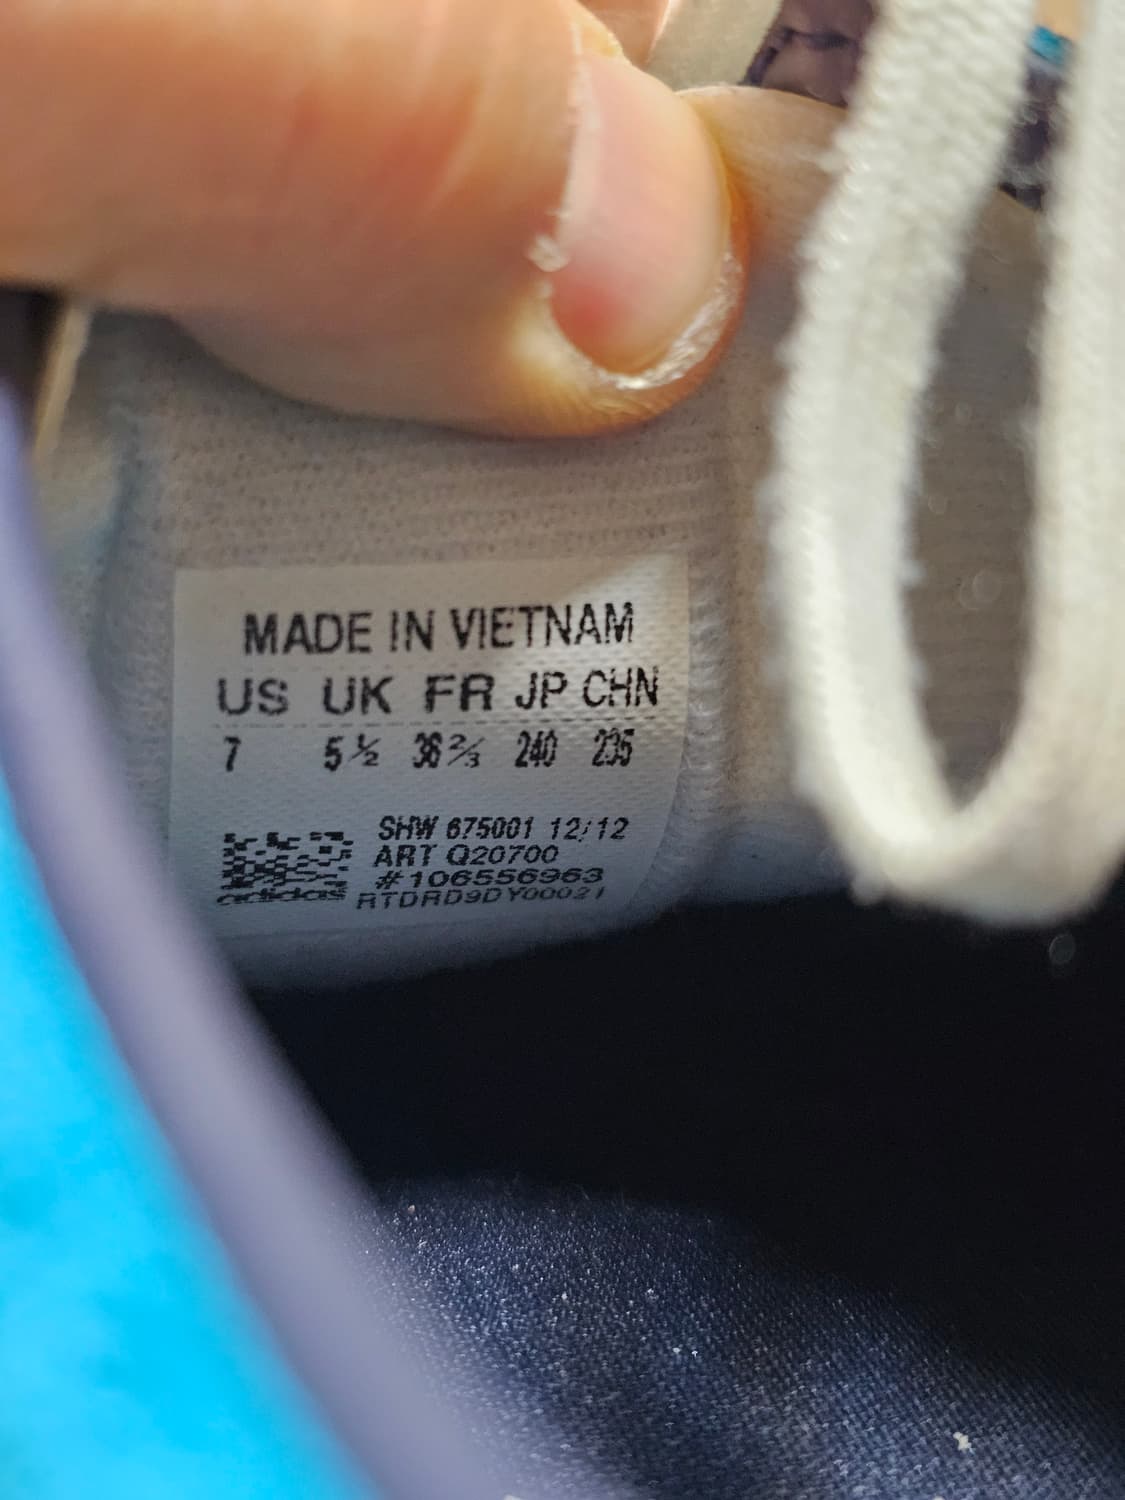 MADE IN VIETNAM
US UK FR JP CHN
7 5½ 36⅔ 240 235
SHW 675001 12/12
ART Q20700
#106556963
adidas RTDRD9DY00021